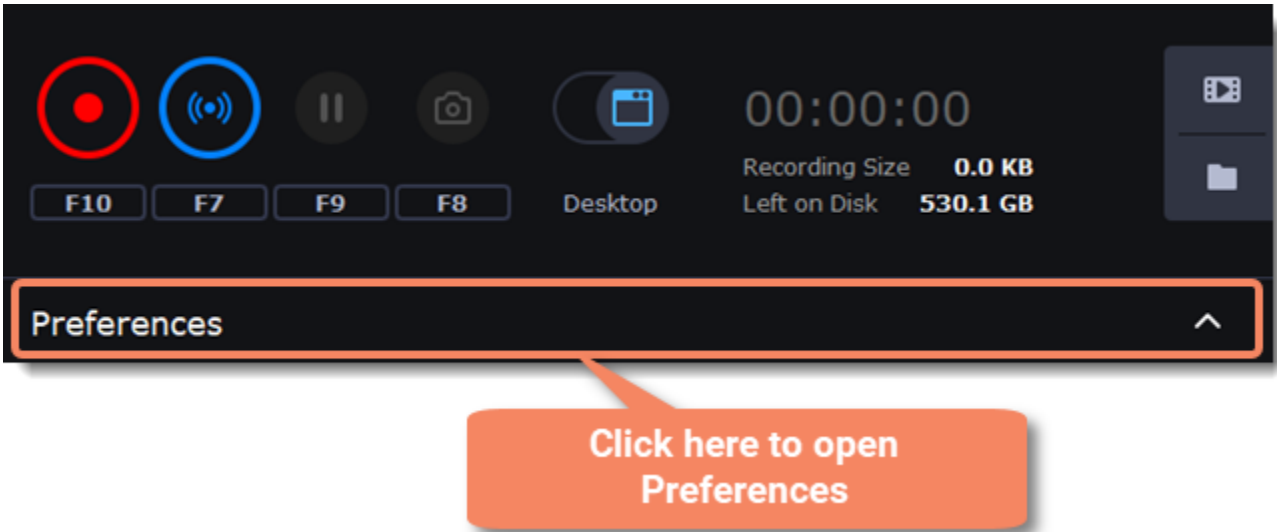 00:00:00
Recording Size 0.0 KB
F10 F7 F9 F8 Desktop Left on Disk 530.1 GB
Preferences
Click here to open
Preferences